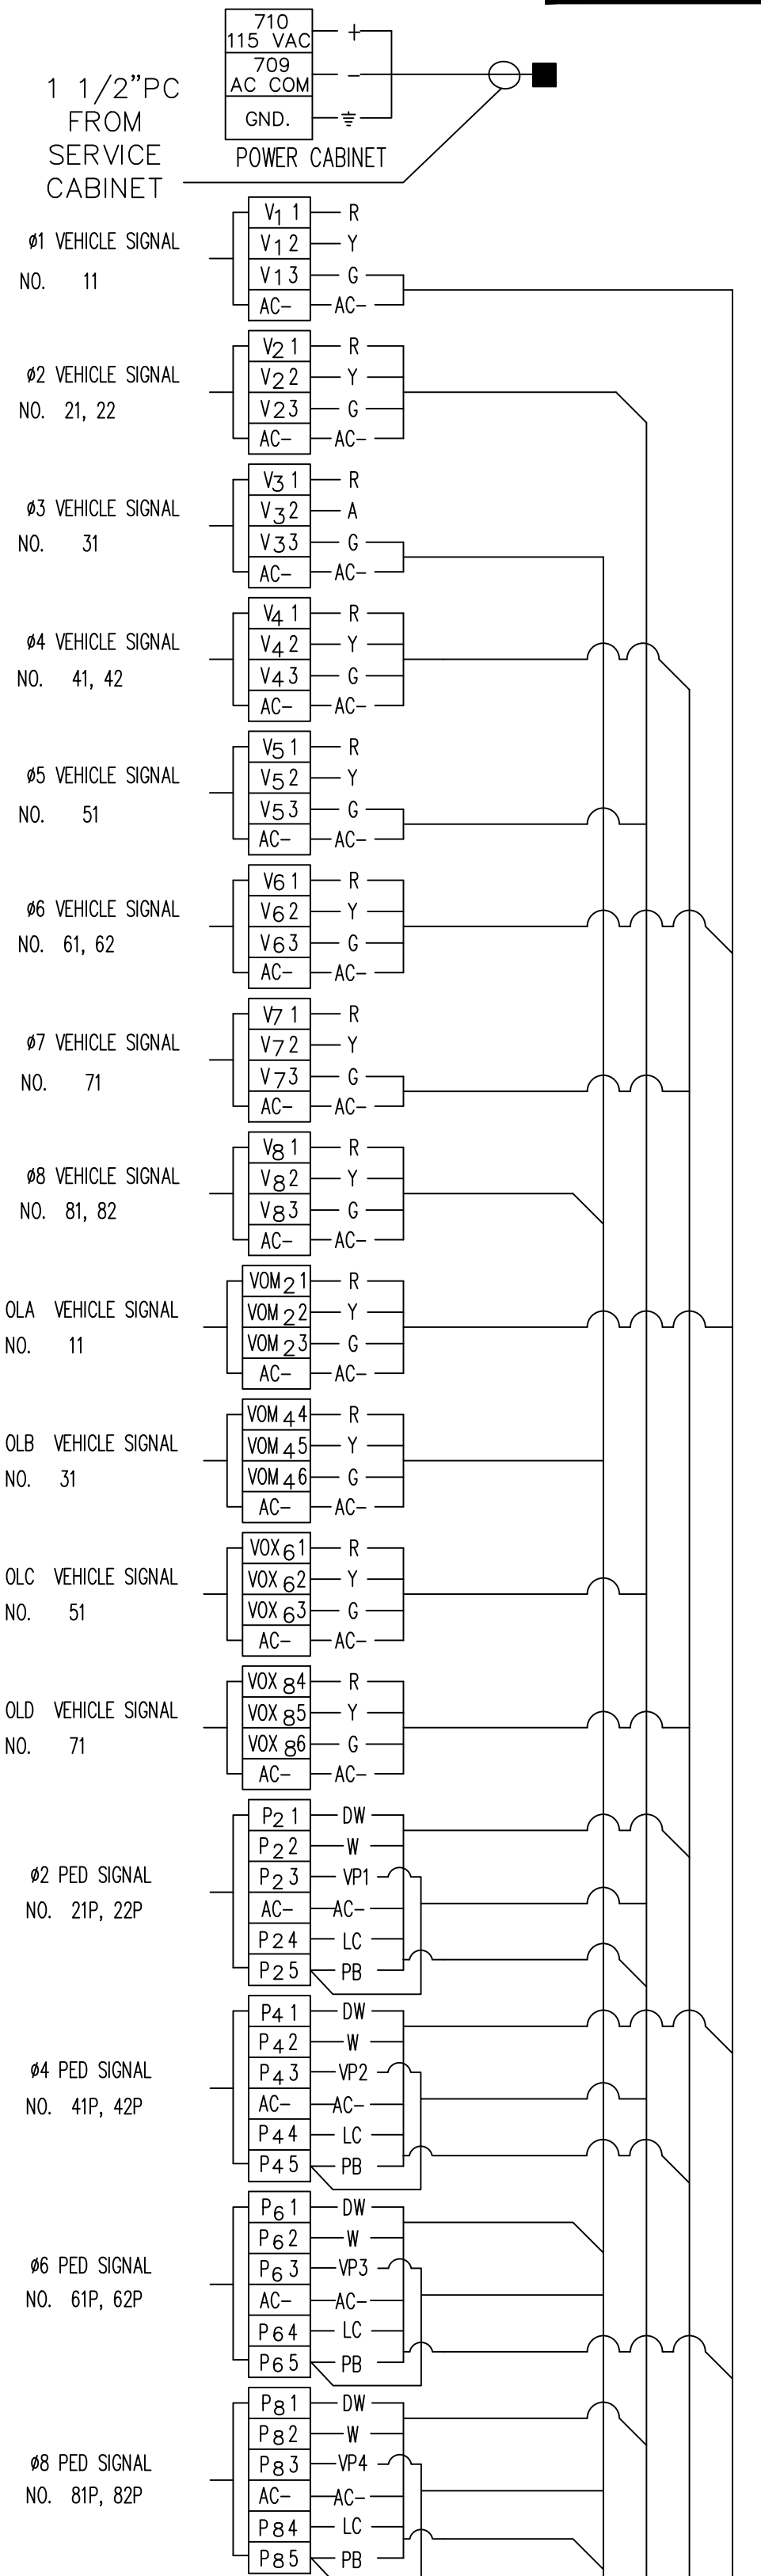 710
115 VAC
+
709
AC COM
−
GND.
POWER CABINET
1 1/2"PC
FROM
SERVICE
CABINET
ø1 VEHICLE SIGNAL
NO. 11
V1 1 R
V1 2 Y
V1 3 G
AC− AC−
ø2 VEHICLE SIGNAL
NO. 21, 22
V2 1 R
V2 2 Y
V2 3 G
AC− AC−
ø3 VEHICLE SIGNAL
NO. 31
V3 1 R
V3 2 A
V3 3 G
AC− AC−
ø4 VEHICLE SIGNAL
NO. 41, 42
V4 1 R
V4 2 Y
V4 3 G
AC− AC−
ø5 VEHICLE SIGNAL
NO. 51
V5 1 R
V5 2 Y
V5 3 G
AC− AC−
ø6 VEHICLE SIGNAL
NO. 61, 62
V6 1 R
V6 2 Y
V6 3 G
AC− AC−
ø7 VEHICLE SIGNAL
NO. 71
V7 1 R
V7 2 Y
V7 3 G
AC− AC−
ø8 VEHICLE SIGNAL
NO. 81, 82
V8 1 R
V8 2 Y
V8 3 G
AC− AC−
OLA VEHICLE SIGNAL
NO. 11
VOM 2 1 R
VOM 2 2 Y
VOM 2 3 G
AC− AC−
OLB VEHICLE SIGNAL
NO. 31
VOM 4 4 R
VOM 4 5 Y
VOM 4 6 G
AC− AC−
OLC VEHICLE SIGNAL
NO. 51
VOX 6 1 R
VOX 6 2 Y
VOX 6 3 G
AC− AC−
OLD VEHICLE SIGNAL
NO. 71
VOX 8 4 R
VOX 8 5 Y
VOX 8 6 G
AC− AC−
ø2 PED SIGNAL
NO. 21P, 22P
P2 1 DW
P2 2 W
P2 3 VP1
AC− AC−
P2 4 LC
P2 5 PB
ø4 PED SIGNAL
NO. 41P, 42P
P4 1 DW
P4 2 W
P4 3 VP2
AC− AC−
P4 4 LC
P4 5 PB
ø6 PED SIGNAL
NO. 61P, 62P
P6 1 DW
P6 2 W
P6 3 VP3
AC− AC−
P6 4 LC
P6 5 PB
ø8 PED SIGNAL
NO. 81P, 82P
P8 1 DW
P8 2 W
P8 3 VP4
AC− AC−
P8 4 LC
P8 5 PB